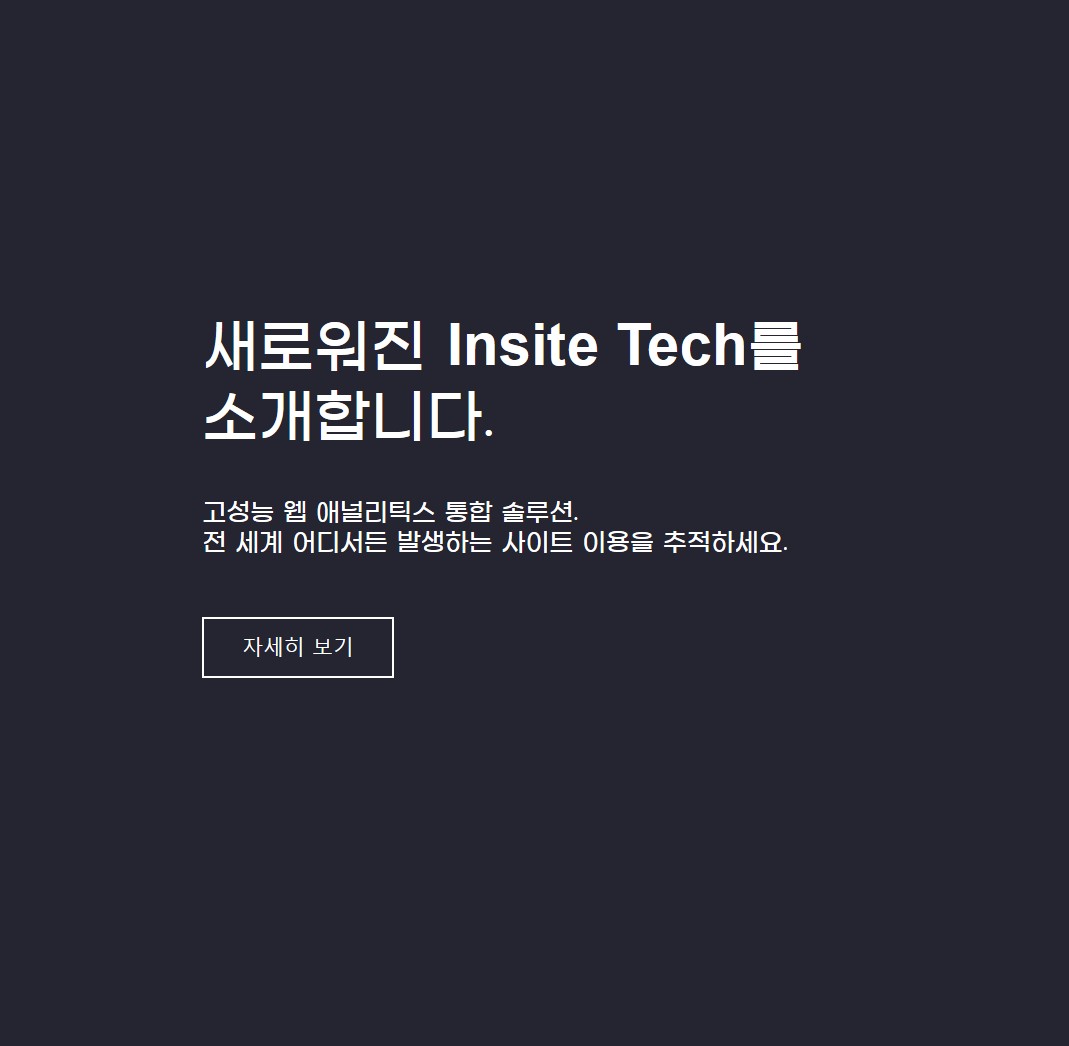 새로워진 Insite Tech를
소개합니다.
고성능 웹 애널리틱스 통합 솔루션.
전 세계 어디서든 발생하는 사이트 이용을 추적하세요.
자세히 보기